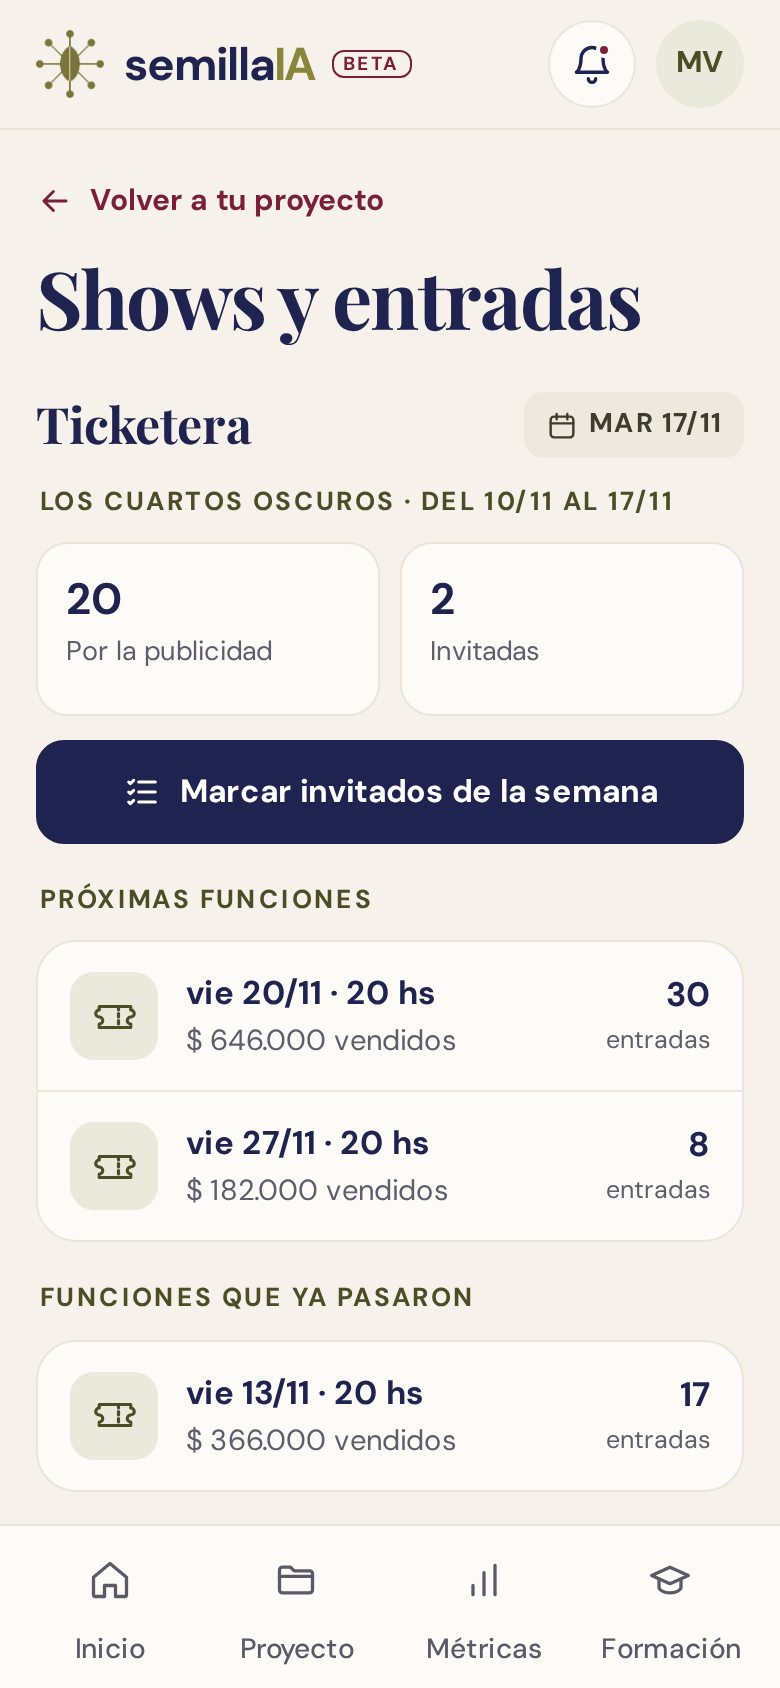 semillaIA BETA MV
Volver a tu proyecto
Shows y entradas
Ticketera
MAR 17/11
LOS CUARTOS OSCUROS · DEL 10/11 AL 17/11
20
Por la publicidad
2
Invitadas
Marcar invitados de la semana
PRÓXIMAS FUNCIONES
vie 20/11 · 20 hs
$ 646.000 vendidos
30
entradas
vie 27/11 · 20 hs
$ 182.000 vendidos
8
entradas
FUNCIONES QUE YA PASARON
vie 13/11 · 20 hs
$ 366.000 vendidos
17
entradas
Inicio
Proyecto
Métricas
Formación